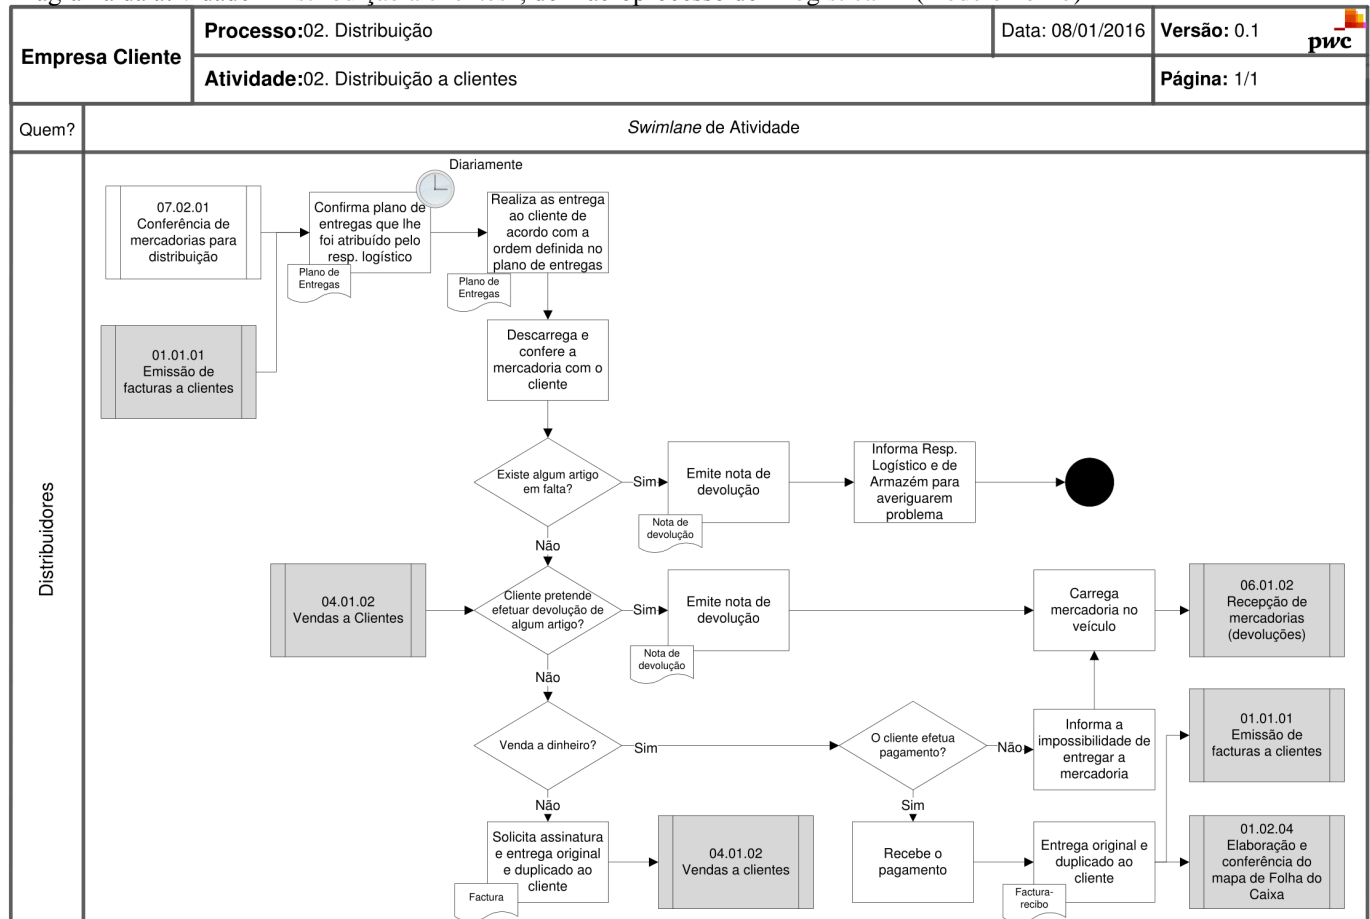 Empresa Cliente
Processo:02. Distribuição
Data: 08/01/2016
Versão: 0.1
pwc
Atividade:02. Distribuição a clientes
Página: 1/1
Quem?
Swimlane de Atividade
Distribuidores
Diariamente
07.02.01
Conferência de
mercadorias para
distribuição
Confirma plano de
entregas que lhe
foi atribuído pelo
resp. logístico
Plano de
Entregas
Realiza as entrega
ao cliente de
acordo com a
ordem definida no
plano de entregas
Plano de
Entregas
01.01.01
Emissão de
facturas a clientes
Descarrega e
confere a
mercadoria com o
cliente
Existe algum artigo
em falta?
Sim
Emite nota de
devolução
Nota de
devolução
Informa Resp.
Logístico e de
Armazém para
averiguarem
problema
Não
04.01.02
Vendas a Clientes
Cliente pretende
efetuar devolução de
algum artigo?
Sim
Emite nota de
devolução
Nota de
devolução
Carrega
mercadoria no
veículo
06.01.02
Recepção de
mercadorias
(devoluções)
Não
Venda a dinheiro?
Sim
O cliente efetua
pagamento?
Não
Informa a
impossibilidade de
entregar a
mercadoria
01.01.01
Emissão de
facturas a clientes
Não
Sim
Solicita assinatura
e entrega original
e duplicado ao
cliente
Factura
04.01.02
Vendas a clientes
Recebe o
pagamento
Entrega original e
duplicado ao
cliente
Factura-
recibo
01.02.04
Elaboração e
conferência do
mapa de Folha do
Caixa